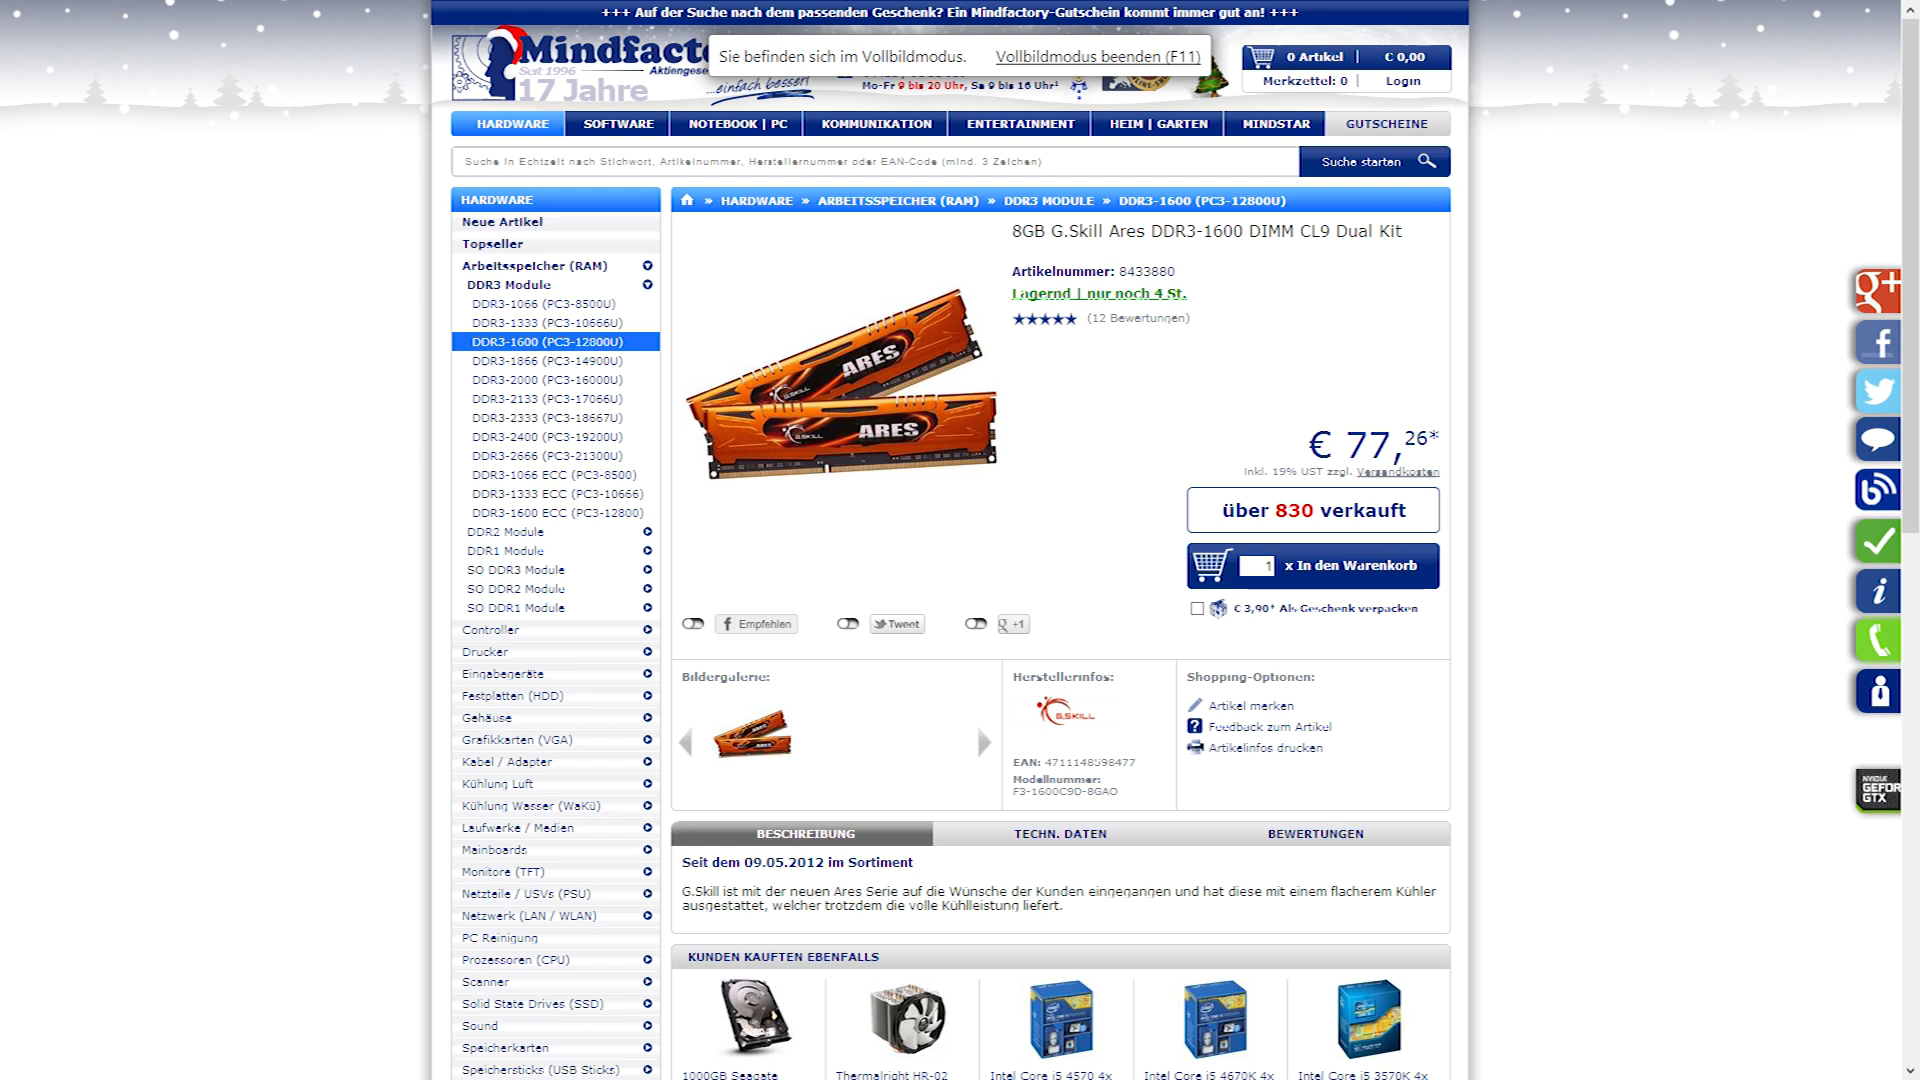 +++ Auf der Suche nach dem passenden Geschenk? Ein Mindfactory-Gutschein kommt immer gut an! +++
Mindfacto
Seit 1996
Aktiengese
17 Jahre
...einfach besser!
Sie befinden sich im Vollbildmodus. Vollbildmodus beenden (F11)
Mo-Fr 9 bis 20 Uhr, Sa 9 bis 16 Uhr¹
0 Artikel | € 0,00
Merkzettel: 0 | Login
HARDWARE SOFTWARE NOTEBOOK | PC KOMMUNIKATION ENTERTAINMENT HEIM | GARTEN MINDSTAR GUTSCHEINE
Suche in Echtzeit nach Stichwort, Artikelnummer, Herstellernummer oder EAN-Code (mind. 3 Zeichen)
Suche starten
HARDWARE
Neue Artikel
Topseller
Arbeitsspeicher (RAM)
DDR3 Module
DDR3-1066 (PC3-8500U)
DDR3-1333 (PC3-10666U)
DDR3-1600 (PC3-12800U)
DDR3-1866 (PC3-14900U)
DDR3-2000 (PC3-16000U)
DDR3-2133 (PC3-17066U)
DDR3-2333 (PC3-18667U)
DDR3-2400 (PC3-19200U)
DDR3-2666 (PC3-21300U)
DDR3-1066 ECC (PC3-8500)
DDR3-1333 ECC (PC3-10666)
DDR3-1600 ECC (PC3-12800)
DDR2 Module
DDR1 Module
SO DDR3 Module
SO DDR2 Module
SO DDR1 Module
Controller
Drucker
Eingabegeräte
Festplatten (HDD)
Gehäuse
Grafikkarten (VGA)
Kabel / Adapter
Kühlung Luft
Kühlung Wasser (WaKü)
Laufwerke / Medien
Mainboards
Monitore (TFT)
Netzteile / USVs (PSU)
Netzwerk (LAN / WLAN)
PC Reinigung
Prozessoren (CPU)
Scanner
Solid State Drives (SSD)
Sound
Speicherkarten
Speichersticks (USB Sticks)
» HARDWARE » ARBEITSSPEICHER (RAM) » DDR3 MODULE » DDR3-1600 (PC3-12800U)
8GB G.Skill Ares DDR3-1600 DIMM CL9 Dual Kit
Artikelnummer: 8433880
Lagernd | nur noch 4 St.
(12 Bewertungen)
ARES
G.SKILL
ARES
G.SKILL
€ 77,26*
inkl. 19% UST zzgl. Versandkosten
über 830 verkauft
1 x In den Warenkorb
€ 3,90* Als Geschenk verpacken
Empfehlen Tweet +1
Bildergalerie:
ARES
Herstellerinfos:
G.SKILL
EAN: 4711148598477
Modellnummer:
F3-1600C9D-8GAO
Shopping-Optionen:
Artikel merken
Feedback zum Artikel
Artikelinfos drucken
BESCHREIBUNG TECHN. DATEN BEWERTUNGEN
Seit dem 09.05.2012 im Sortiment
G.Skill ist mit der neuen Ares Serie auf die Wünsche der Kunden eingegangen und hat diese mit einem flacherem Kühler
ausgestattet, welcher trotzdem die volle Kühlleistung liefert.
KUNDEN KAUFTEN EBENFALLS
1000GB Seagate Thermalright HR-02 Intel Core i5 4570 4x Intel Core i5 4670K 4x Intel Core i5 3570K 4x
g+
NVIDIA
GEFOR
GTX